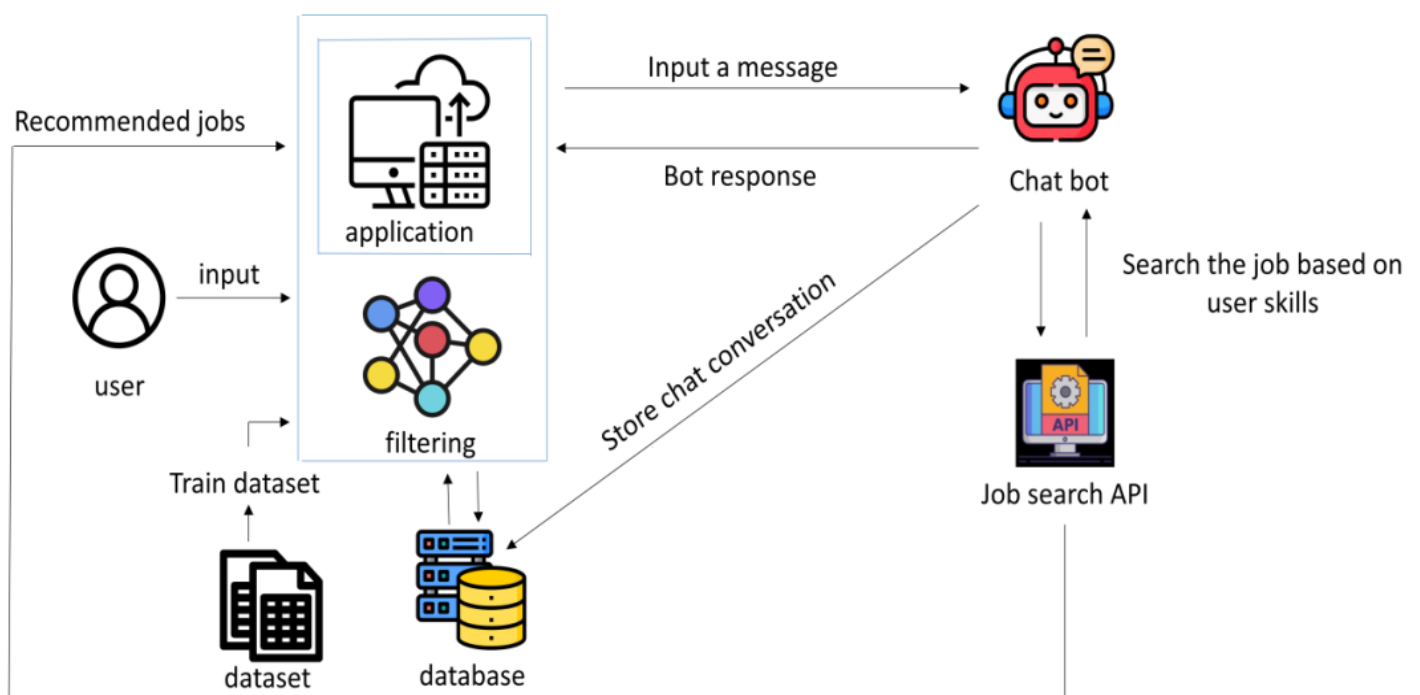 Input a message
Recommended jobs
Bot response
Chat bot
application
input
Search the job based on
user skills
user
Store chat conversation
filtering
API
Train dataset
Job search API
dataset
database